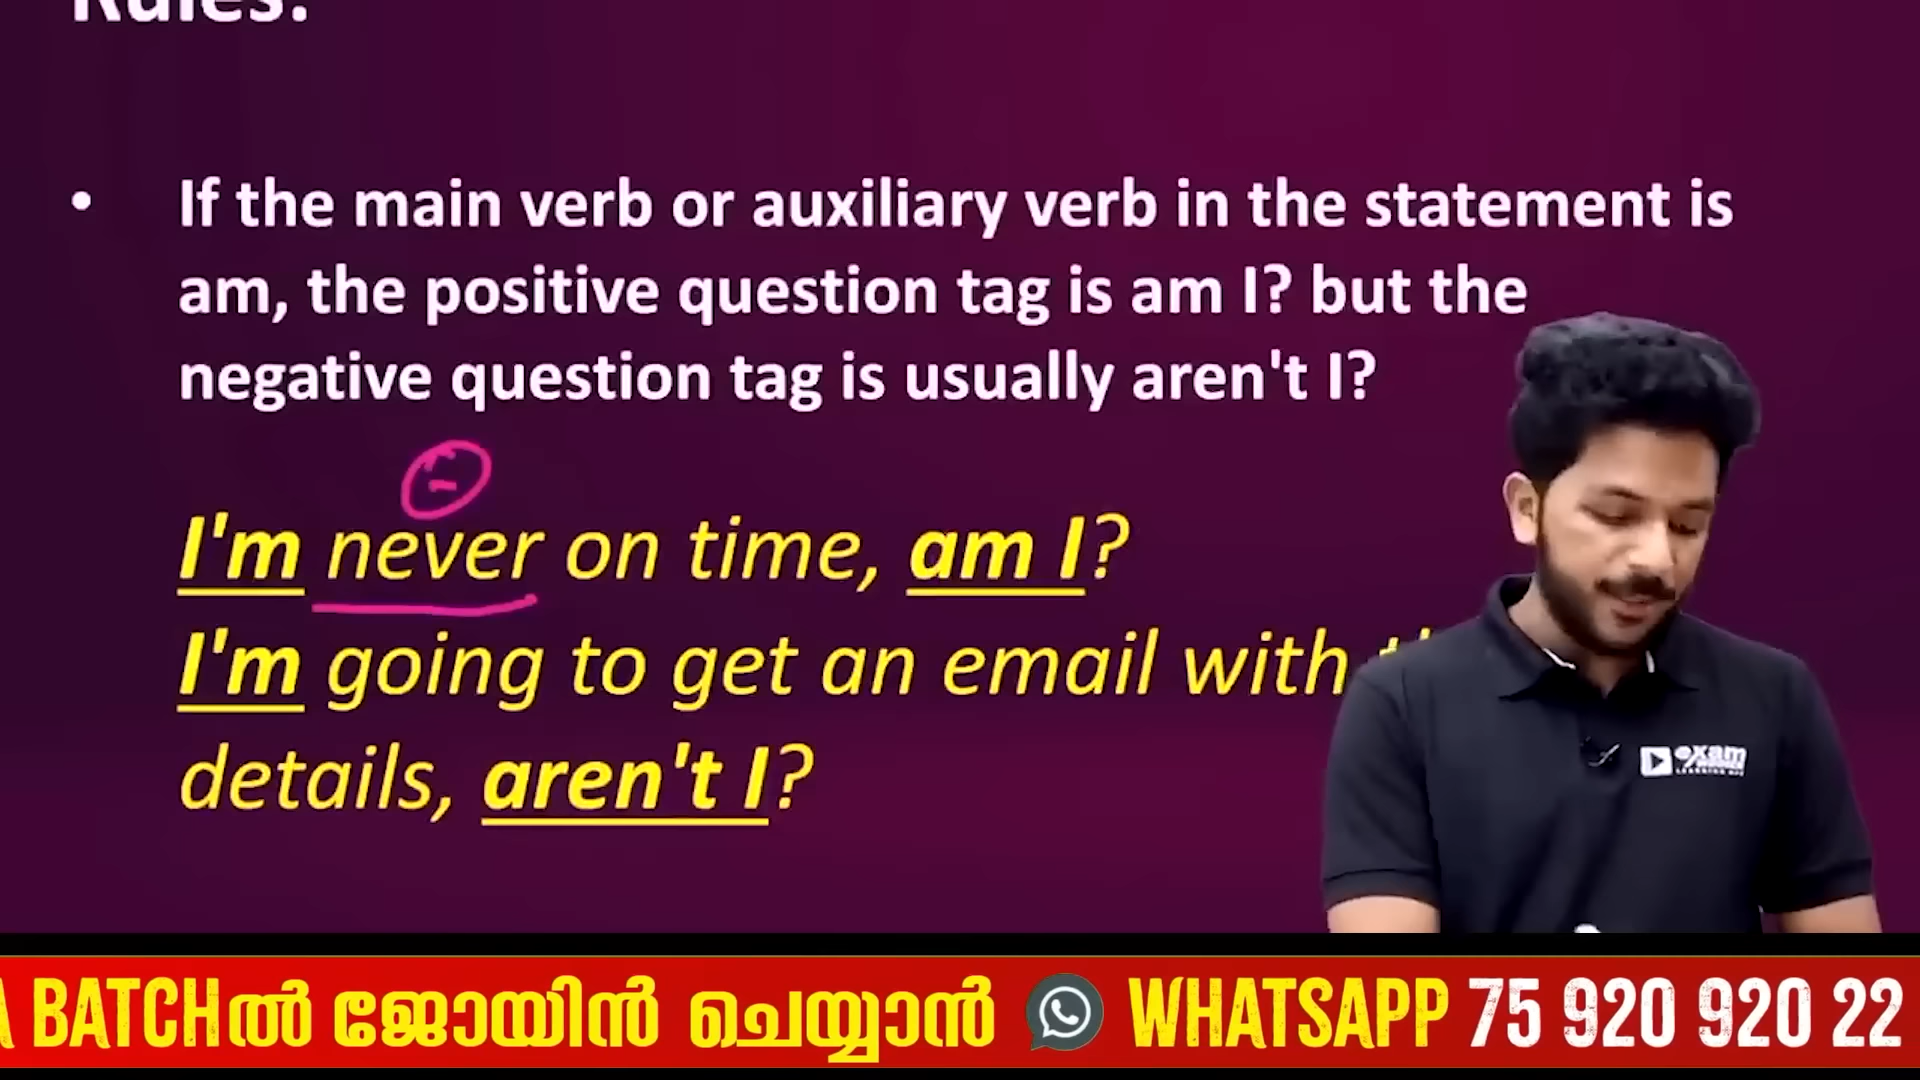 Rules:
• If the main verb or auxiliary verb in the statement is
am, the positive question tag is am I? but the
negative question tag is usually aren't I?
I'm never on time, am I?
I'm going to get an email with
details, aren't I?
exam
A BATCHൽ ജോയിൻ ചെയ്യാൻ WHATSAPP 75 920 920 22